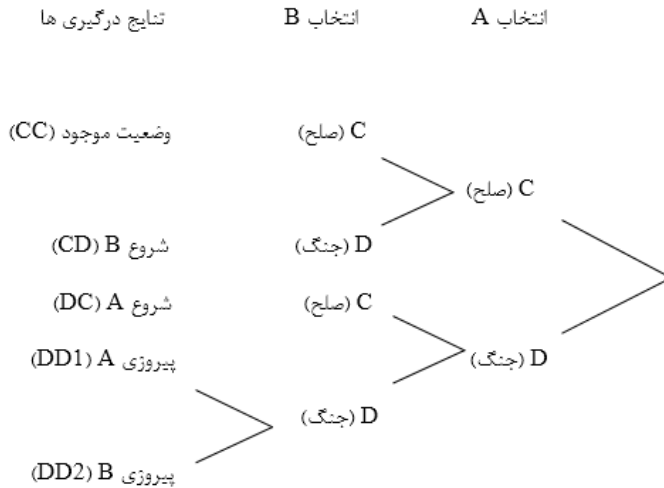 انتخاب A انتخاب B تنایج درگیری ها
C (صلح) وضعیت موجود (CC)
C (صلح)
D (جنگ) شروع B (CD)
C (صلح) شروع A (DC)
D (جنگ) پیروزی A (DD1)
D (جنگ)
پیروزی B (DD2)